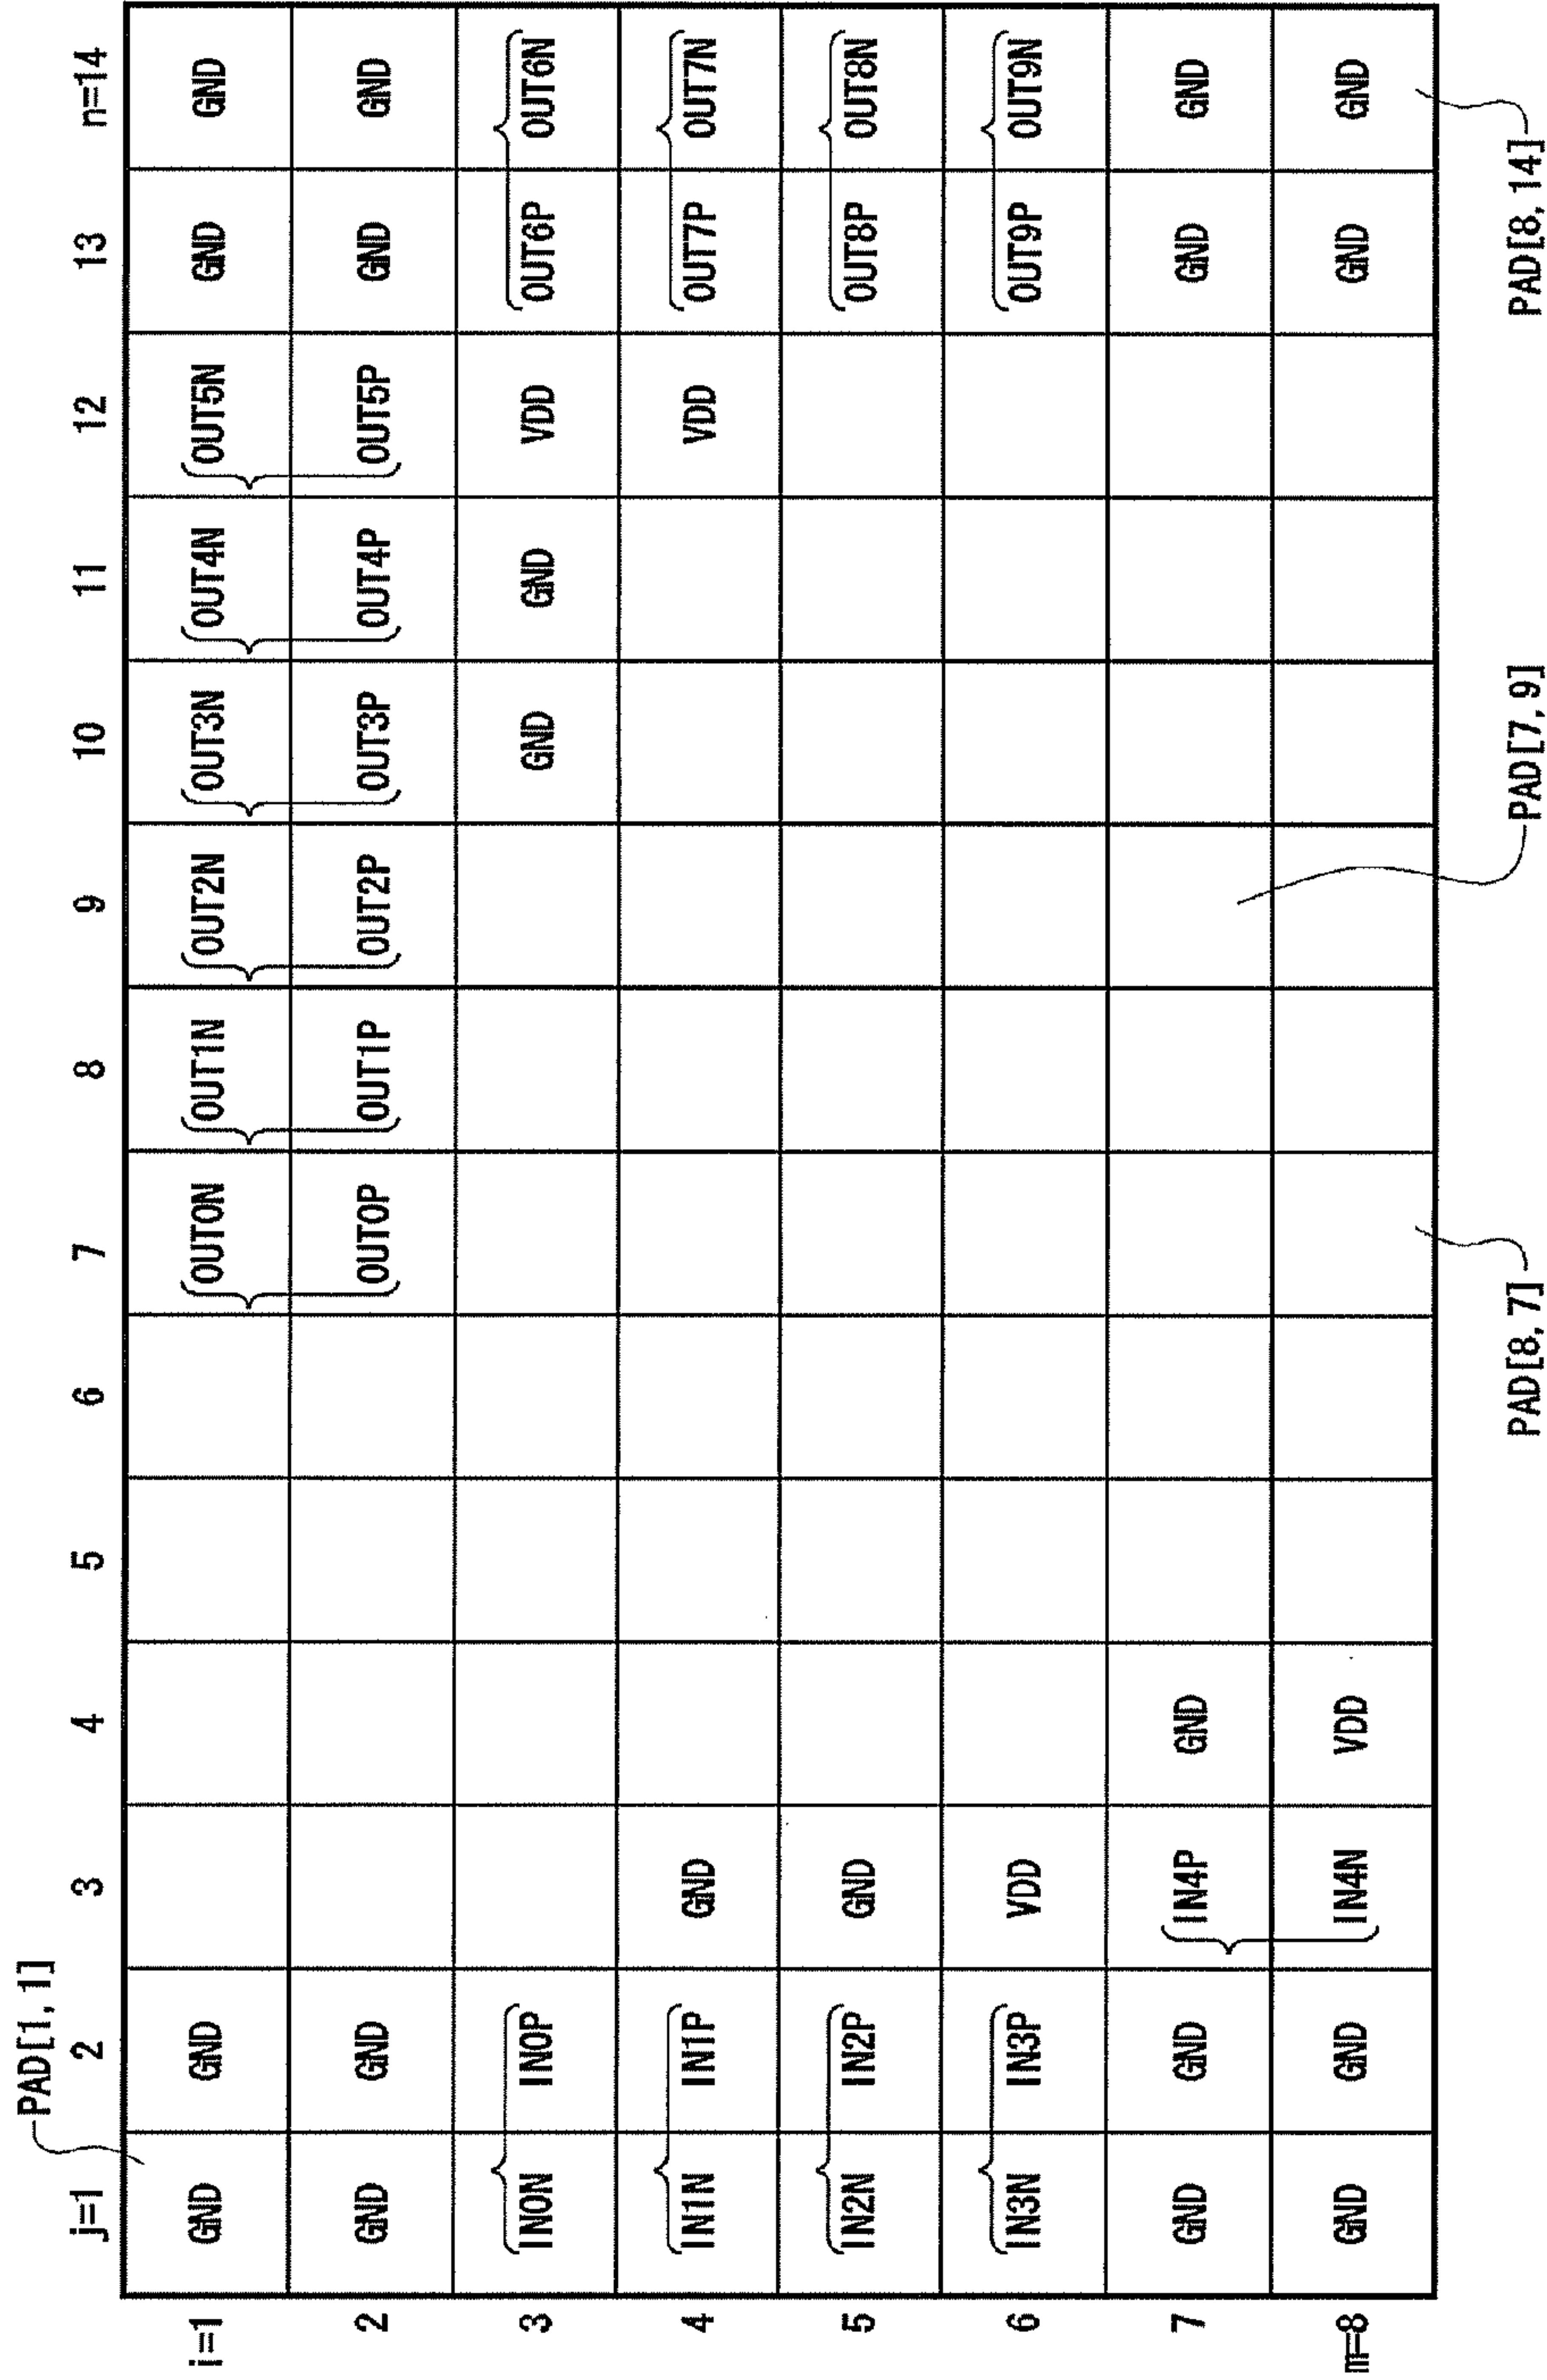 PAD[1, 1]
j=1 2 3 4 5 6 7 8 9 10 11 12 13 n=14
i=1 GND GND OUT0N OUT1N OUT2N OUT3N OUT4N OUT5N GND GND
2 GND GND OUT0P OUT1P OUT2P OUT3P OUT4P OUT5P GND GND
3 IN0N IN0P GND GND VDD OUT6P OUT6N
4 IN1N IN1P GND VDD OUT7P OUT7N
5 IN2N IN2P GND OUT8P OUT8N
6 IN3N IN3P VDD OUT9P OUT9N
7 GND GND IN4P GND GND GND
m=8 GND GND IN4N VDD GND GND
PAD[8, 7] PAD[7, 9] PAD[8, 14]